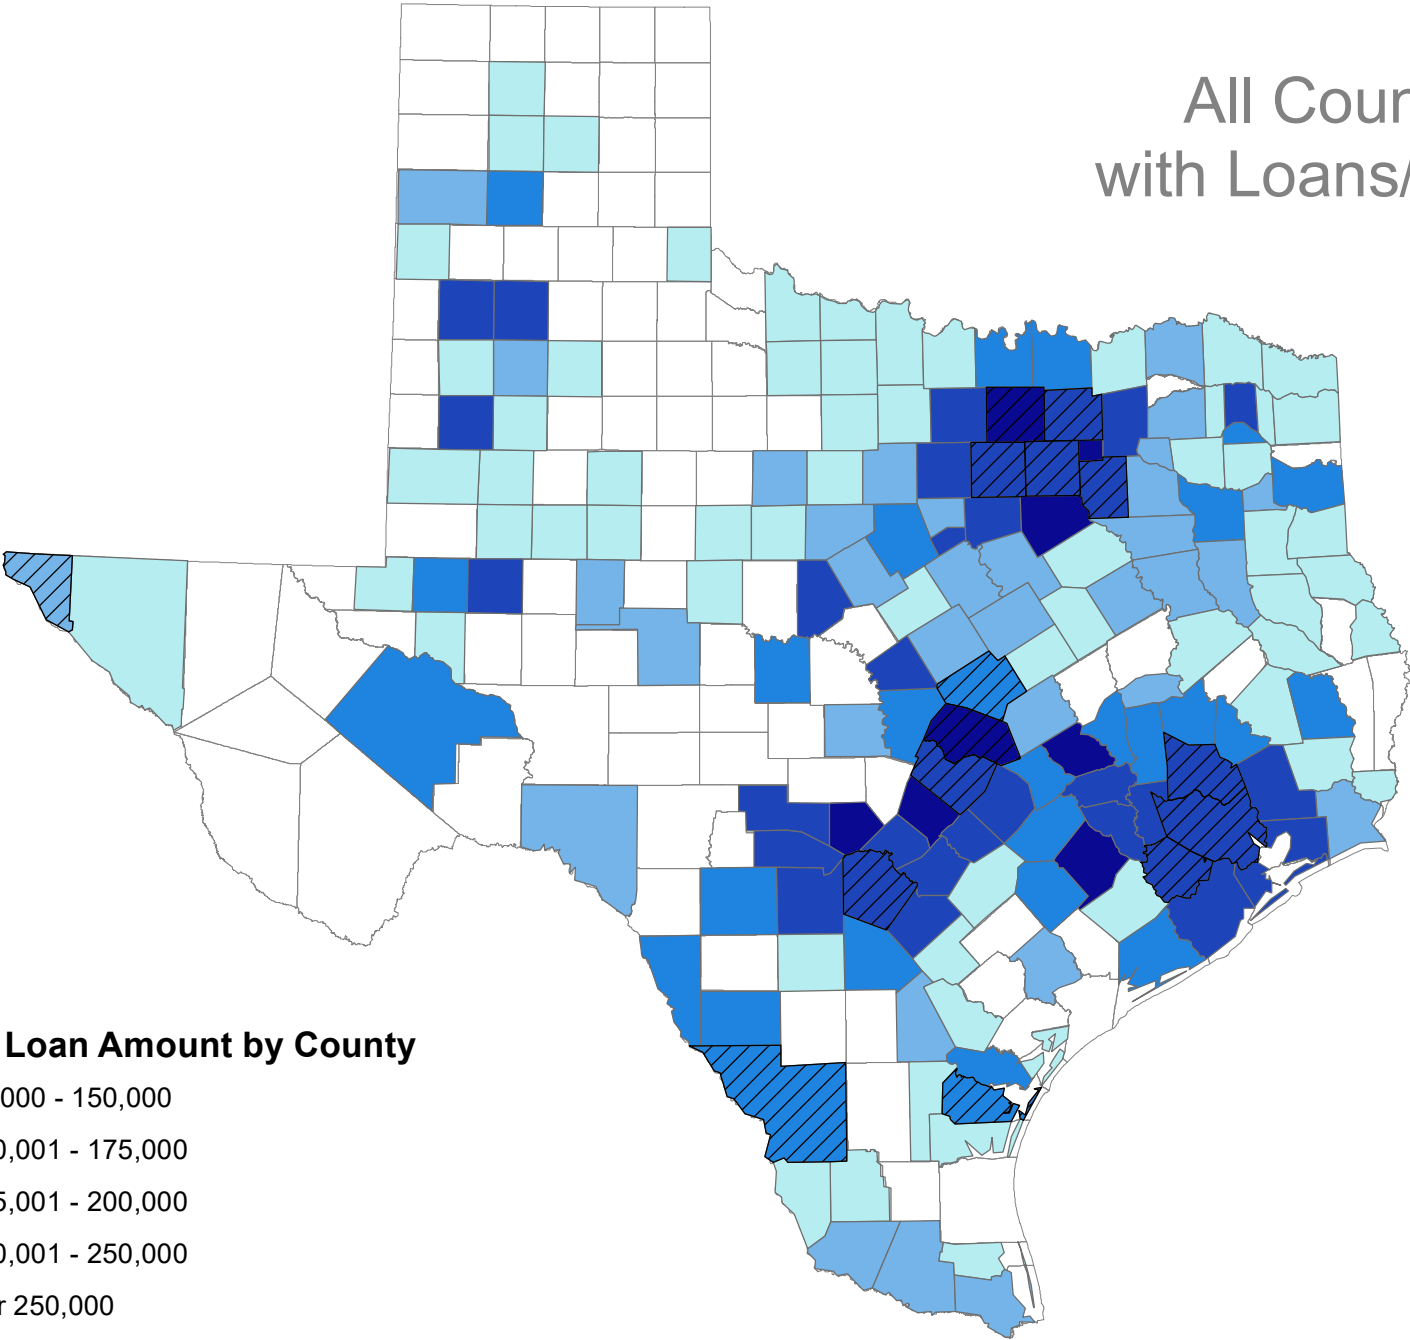 All Coun
with Loans/
Loan Amount by County
000 - 150,000
0,001 - 175,000
5,001 - 200,000
0,001 - 250,000
r 250,000